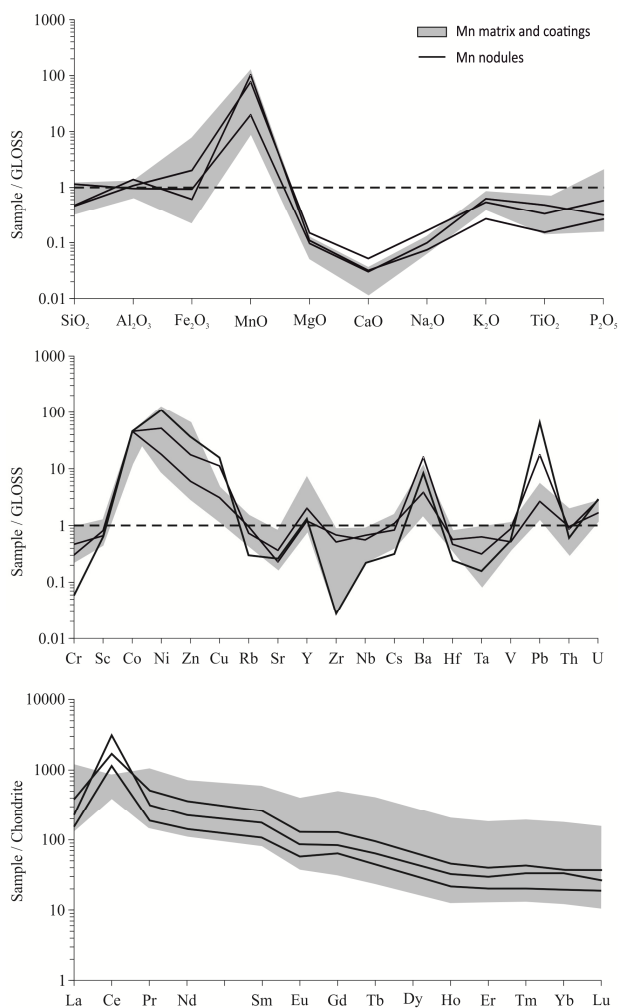 1000
100
10
1
0.1
0.01
Sample / GLOSS
Mn matrix and coatings
Mn nodules
SiO₂ Al₂O₃ Fe₂O₃ MnO MgO CaO Na₂O K₂O TiO₂ P₂O₅
1000
100
10
1
0.1
0.01
Sample / GLOSS
Cr Sc Co Ni Zn Cu Rb Sr Y Zr Nb Cs Ba Hf Ta V Pb Th U
10000
1000
100
10
1
Sample / Chondrite
La Ce Pr Nd Sm Eu Gd Tb Dy Ho Er Tm Yb Lu